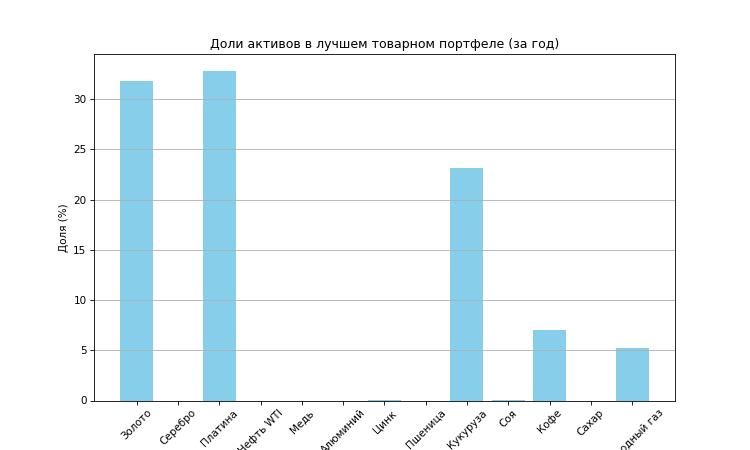 Доли активов в лучшем товарном портфеле (за год)
Доля (%)
30
25
20
15
10
5
0
Золото
Серебро
Платина
Нефть WTI
Медь
Алюминий
Цинк
Пшеница
Кукуруза
Соя
Кофе
Сахар
одный газ